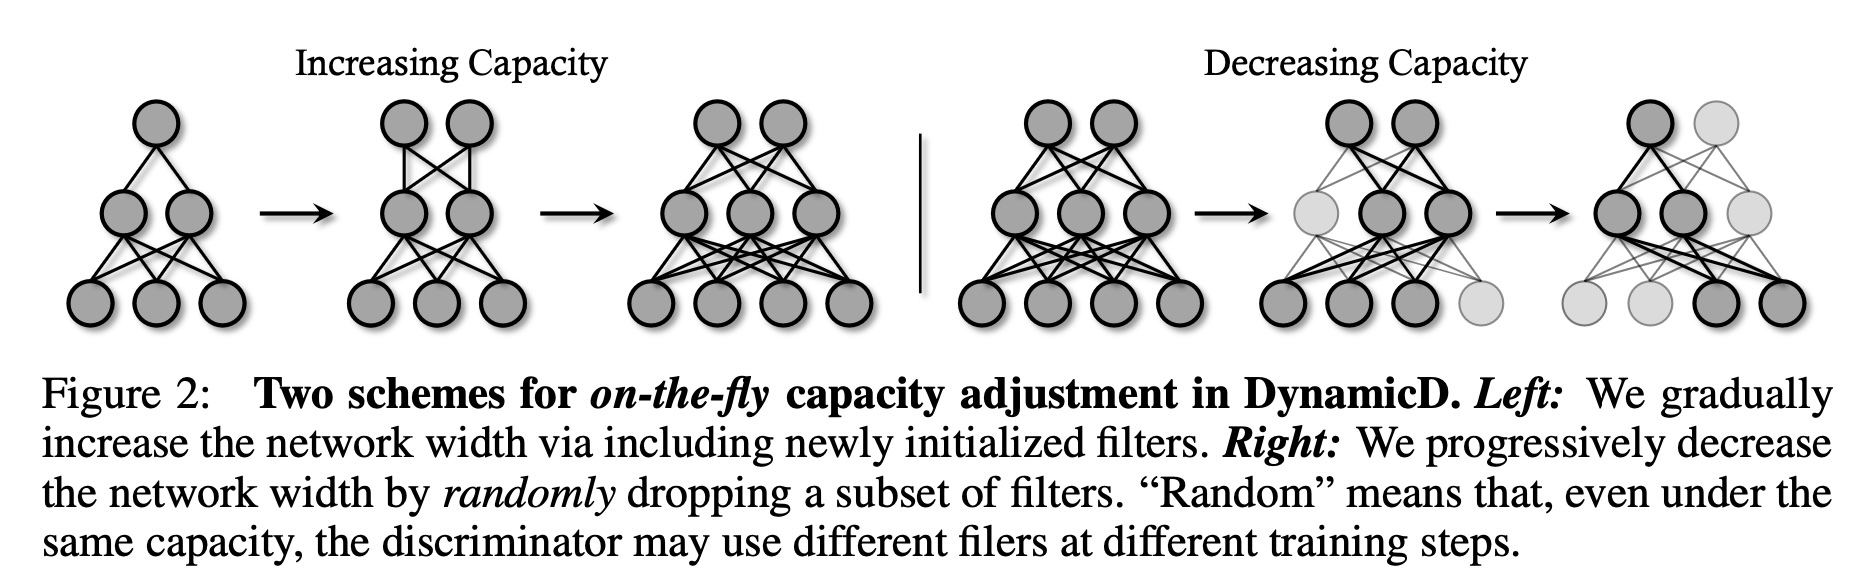 Increasing Capacity
Decreasing Capacity
Figure 2: Two schemes for on-the-fly capacity adjustment in DynamicD. Left: We gradually
increase the network width via including newly initialized filters. Right: We progressively decrease
the network width by randomly dropping a subset of filters. “Random” means that, even under the
same capacity, the discriminator may use different filers at different training steps.